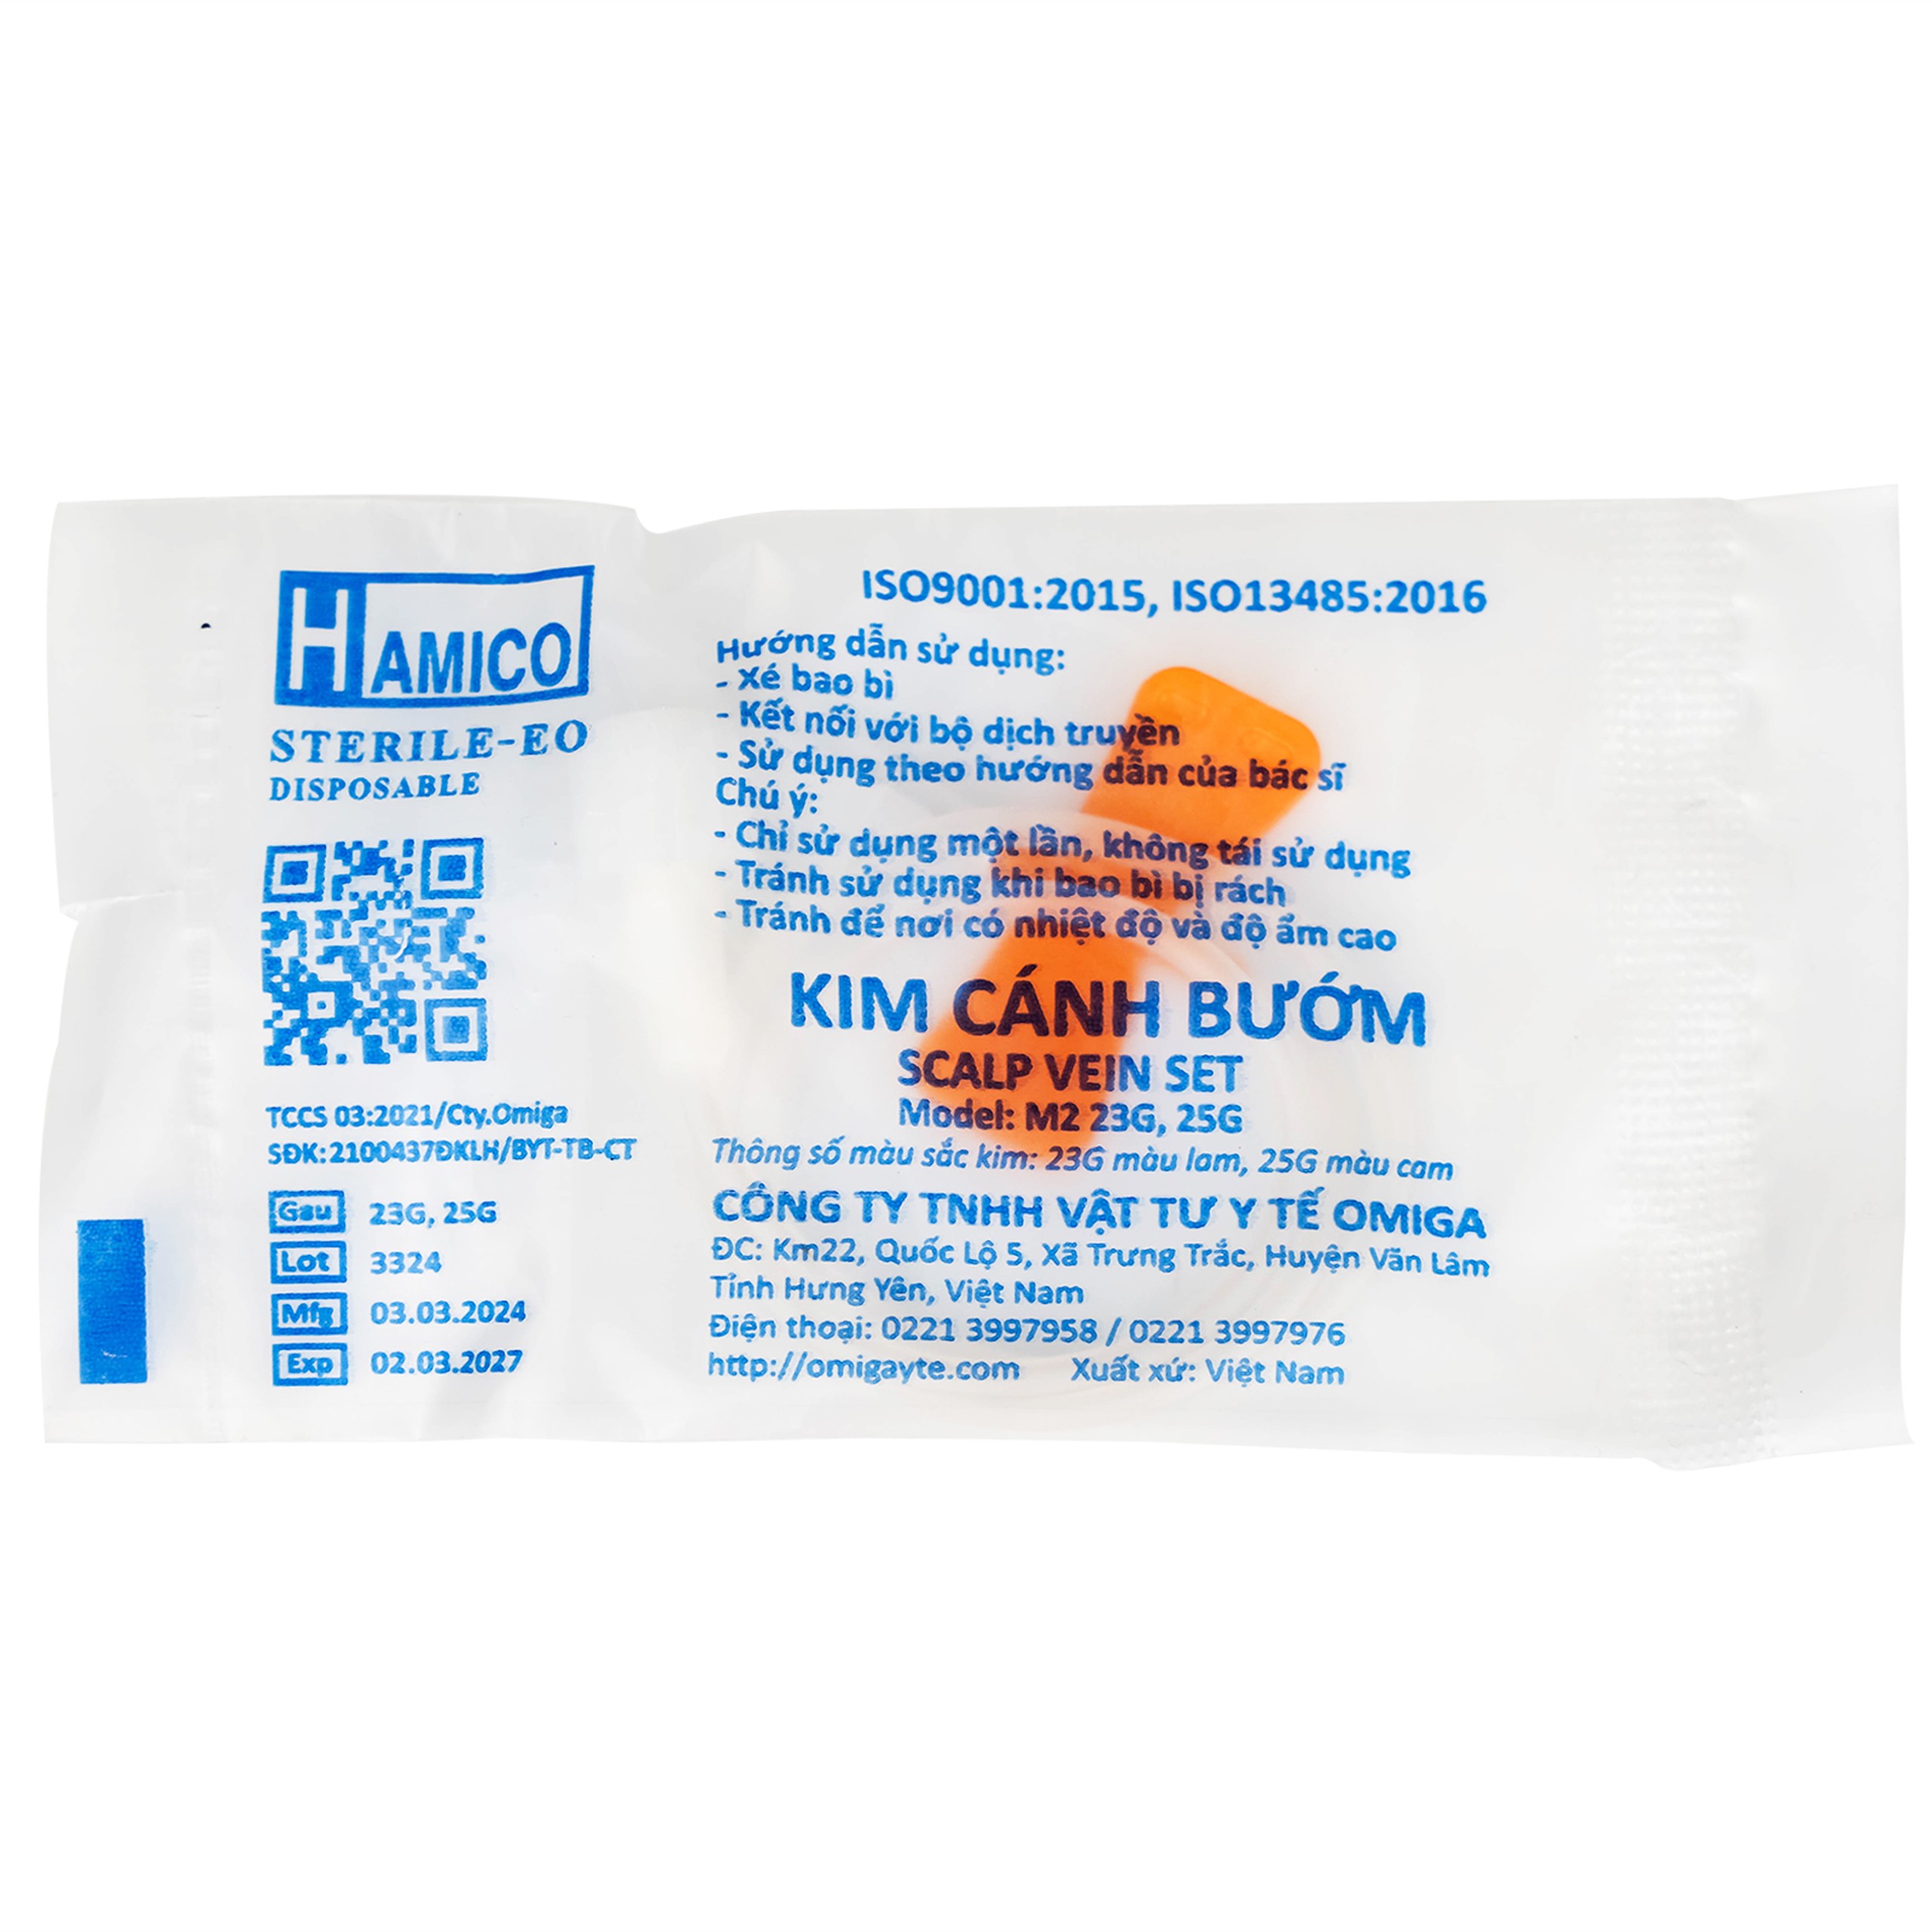 HAMICO
STERILE-EO
DISPOSABLE
TCCS 03:2021/Cty.Omiga
SĐK:2100437ĐKLH/BYT-TB-CT
Gau 23G, 25G
Lot 3324
Mfg 03.03.2024
Exp 02.03.2027
ISO9001:2015, ISO13485:2016
Hướng dẫn sử dụng:
- Xé bao bì
- Kết nối với bộ dịch truyền
- Sử dụng theo hướng dẫn của bác sĩ
Chú ý:
- Chỉ sử dụng một lần, không tái sử dụng
- Tránh sử dụng khi bao bì bị rách
- Tránh để nơi có nhiệt độ và độ ẩm cao
KIM CÁNH BƯỚM
SCALP VEIN SET
Model: M2 23G, 25G
Thông số màu sắc kim: 23G màu lam, 25G màu cam
CÔNG TY TNHH VẬT TƯ Y TẾ OMIGA
ĐC: Km22, Quốc Lộ 5, Xã Trưng Trắc, Huyện Văn Lâm
Tỉnh Hưng Yên, Việt Nam
Điện thoại: 0221 3997958 / 0221 3997976
http://omigayte.com Xuất xứ: Việt Nam